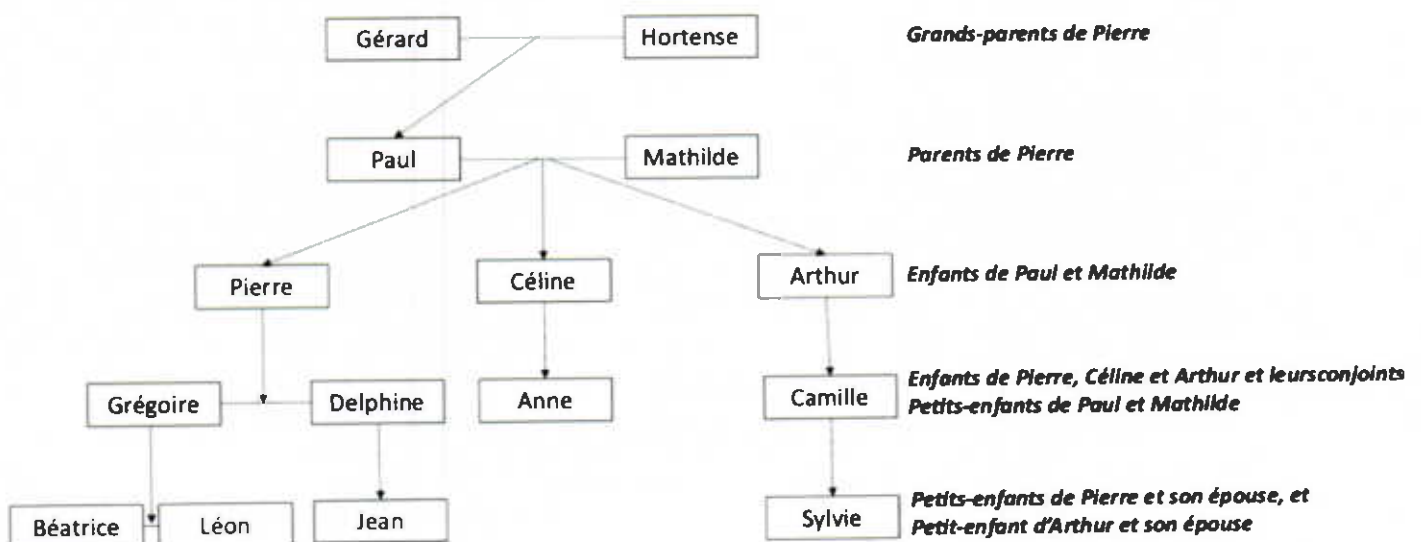 Gérard Hortense Grands-parents de Pierre
Paul Mathilde Parents de Pierre
Pierre Céline Arthur Enfants de Paul et Mathilde
Grégoire Delphine Anne Camille Enfants de Pierre, Céline et Arthur et leursconjoints
Petits-enfants de Paul et Mathilde
Béatrice Léon Jean Sylvie Petits-enfants de Pierre et son épouse, et
Petit-enfant d'Arthur et son épouse